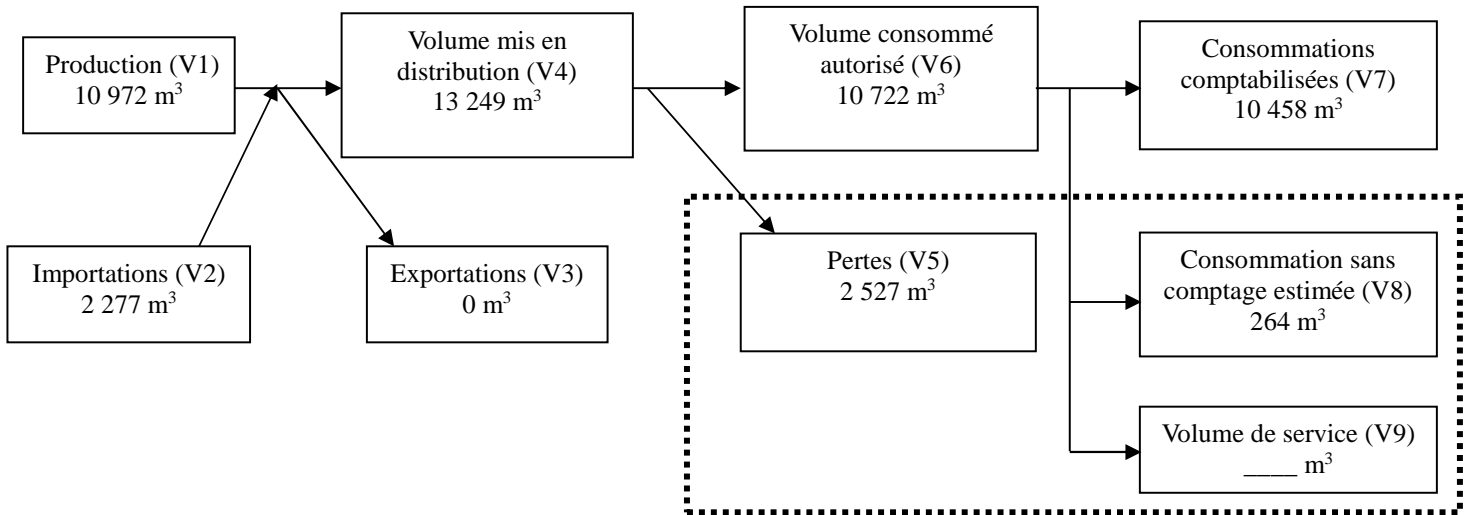 Production (V1)
10 972 m³
Volume mis en
distribution (V4)
13 249 m³
Volume consommé
autorisé (V6)
10 722 m³
Consommations
comptabilisées (V7)
10 458 m³
Importations (V2)
2 277 m³
Exportations (V3)
0 m³
Pertes (V5)
2 527 m³
Consommation sans
comptage estimée (V8)
264 m³
Volume de service (V9)
____ m³